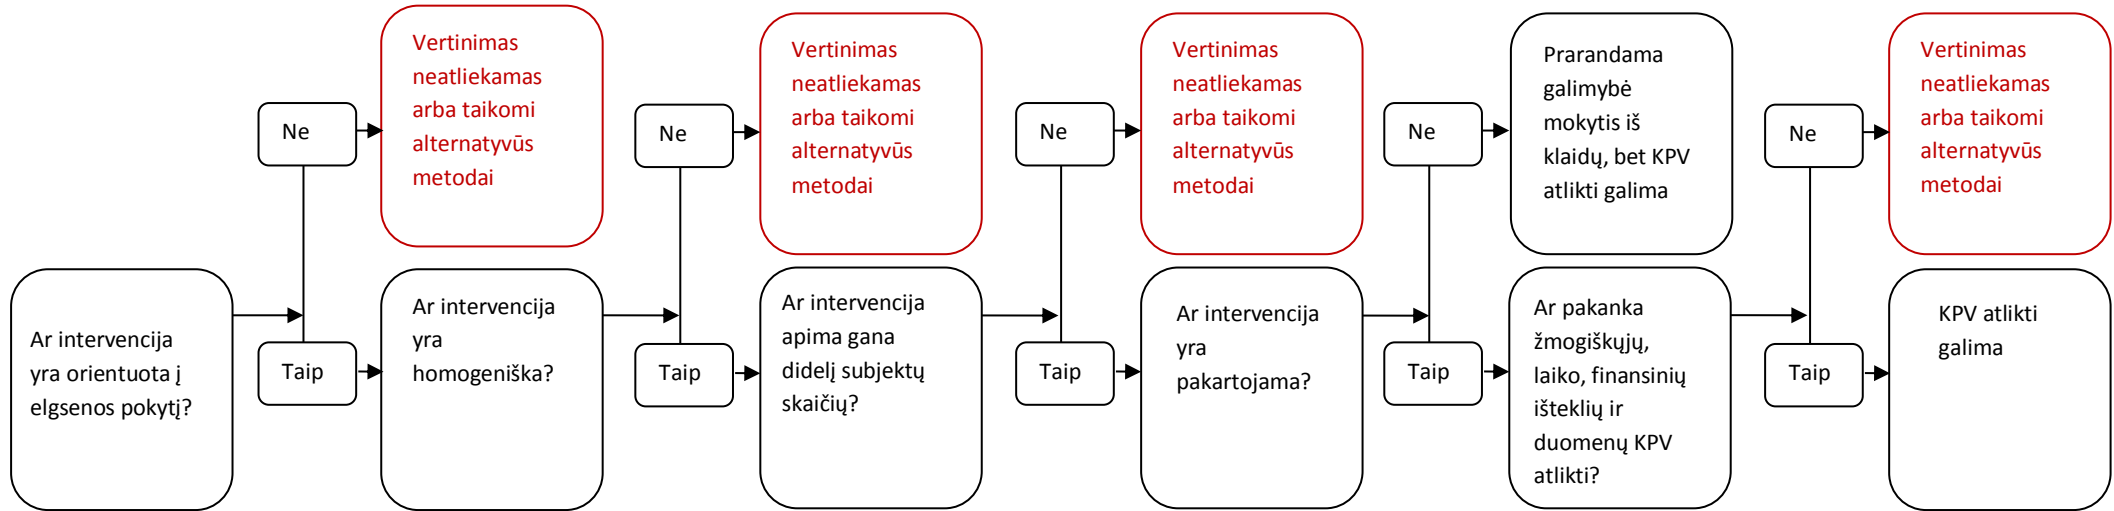 Ar intervencija
yra orientuota į
elgsenos pokytį?
Ne
Vertinimas
neatliekamas
arba taikomi
alternatyvūs
metodai
Taip
Ar intervencija
yra
homogeniška?
Ne
Vertinimas
neatliekamas
arba taikomi
alternatyvūs
metodai
Taip
Ar intervencija
apima gana
didelį subjektų
skaičių?
Ne
Vertinimas
neatliekamas
arba taikomi
alternatyvūs
metodai
Taip
Ar intervencija
yra
pakartojama?
Ne
Prarandama
galimybė
mokytis iš
klaidų, bet KPV
atlikti galima
Taip
Ar pakanka
žmogiškųjų,
laiko, finansinių
išteklių ir
duomenų KPV
atlikti?
Ne
Vertinimas
neatliekamas
arba taikomi
alternatyvūs
metodai
Taip
KPV atlikti
galima